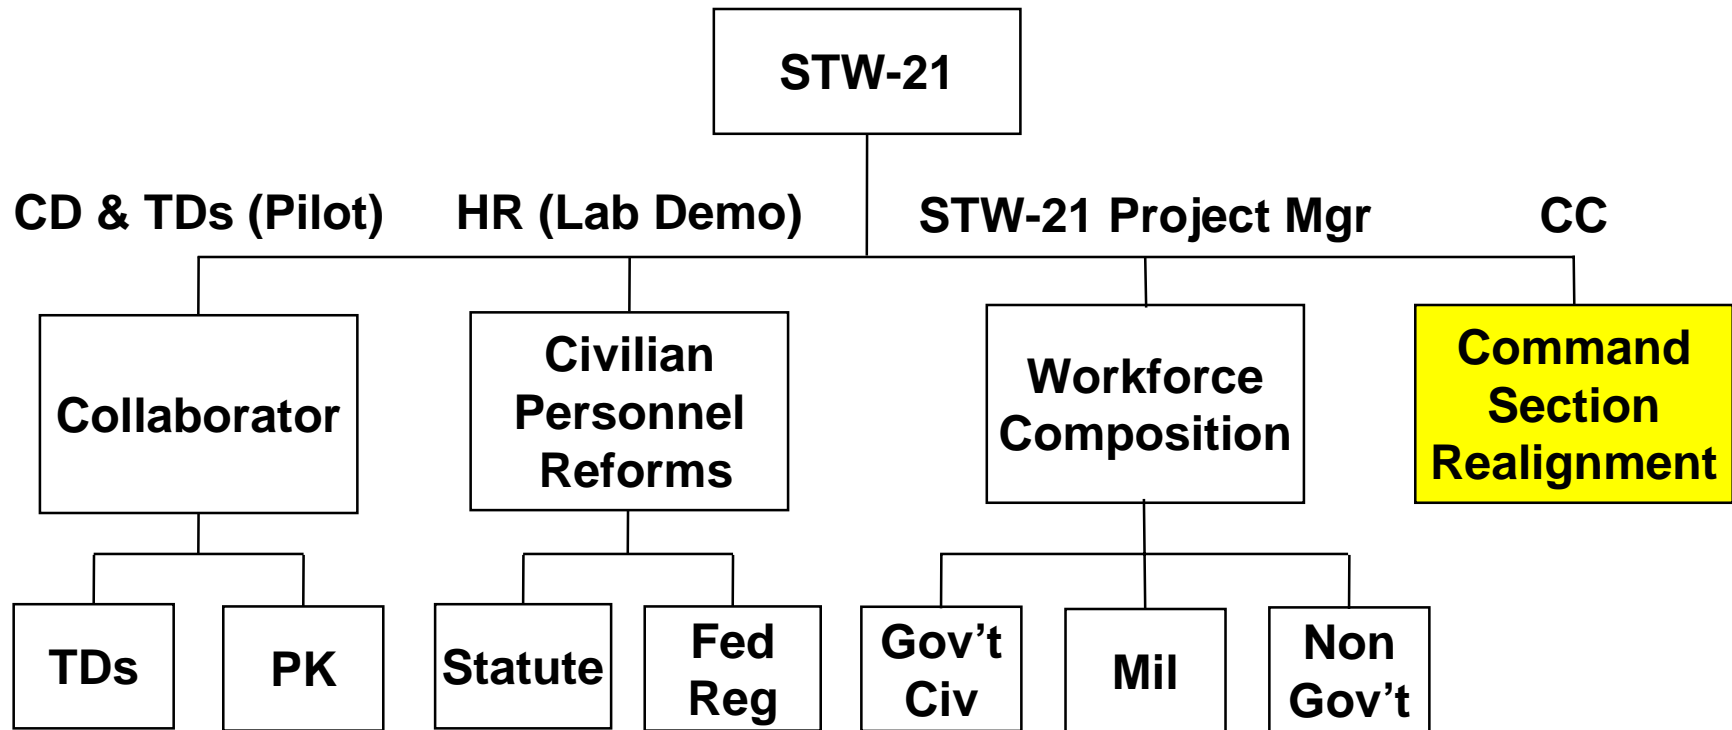 STW-21
CD & TDs (Pilot)
HR (Lab Demo)
STW-21 Project Mgr
CC
Collaborator
Civilian
Personnel
Reforms
Workforce
Composition
Command
Section
Realignment
TDs
PK
Statute
Fed
Reg
Gov’t
Civ
Mil
Non
Gov’t